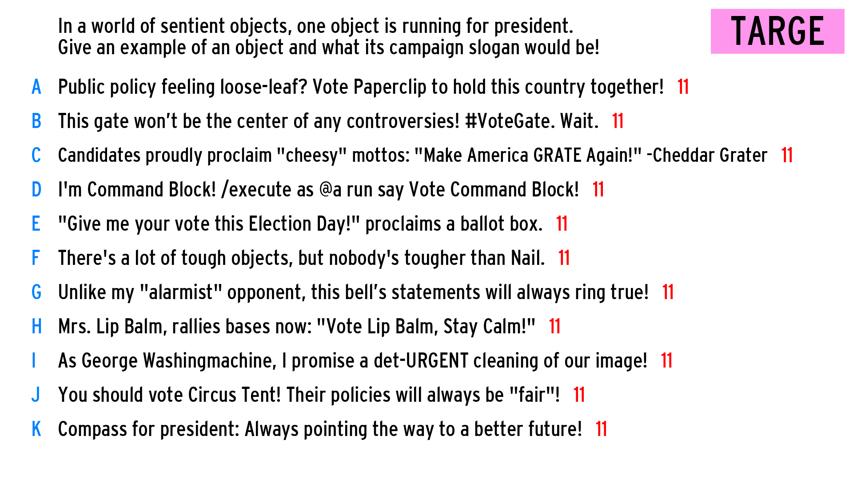 In a world of sentient objects, one object is running for president.
Give an example of an object and what its campaign slogan would be!
TARGE
A Public policy feeling loose-leaf? Vote Paperclip to hold this country together! 11
B This gate won't be the center of any controversies! #VoteGate. Wait. 11
C Candidates proudly proclaim "cheesy" mottos: "Make America GRATE Again!" -Cheddar Grater 11
D I'm Command Block! /execute as @a run say Vote Command Block! 11
E "Give me your vote this Election Day!" proclaims a ballot box. 11
F There's a lot of tough objects, but nobody's tougher than Nail. 11
G Unlike my "alarmist" opponent, this bell's statements will always ring true! 11
H Mrs. Lip Balm, rallies bases now: "Vote Lip Balm, Stay Calm!" 11
I As George Washingmachine, I promise a det-URGENT cleaning of our image! 11
J You should vote Circus Tent! Their policies will always be "fair"! 11
K Compass for president: Always pointing the way to a better future! 11